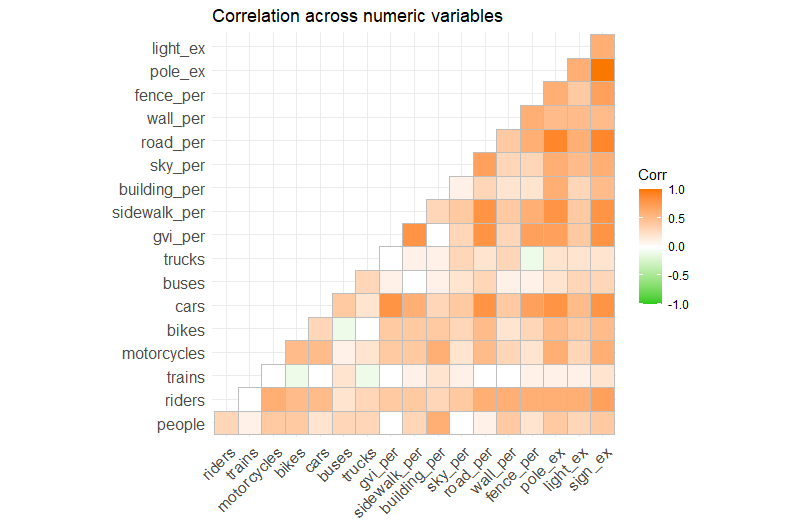 Correlation across numeric variables
light_ex
pole_ex
fence_per
wall_per
road_per
sky_per
building_per
sidewalk_per
gvi_per
trucks
buses
cars
bikes
motorcycles
trains
riders
people
riders
trains
motorcycles
bikes
cars
buses
trucks
gvi_per
sidewalk_per
building_per
sky_per
road_per
wall_per
fence_per
pole_ex
light_ex
sign_ex
Corr
1.0
0.5
0.0
-0.5
-1.0